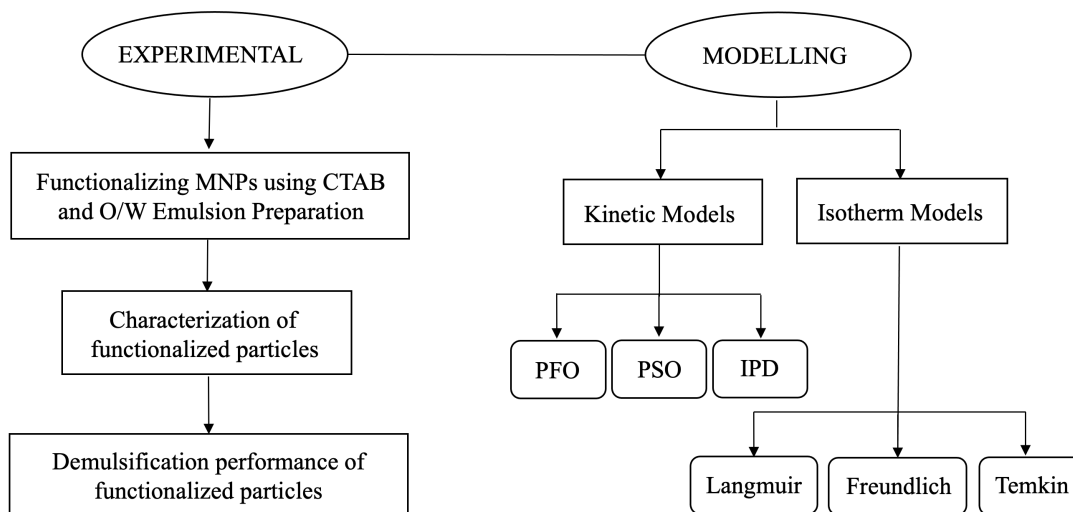 EXPERIMENTAL
MODELLING
Functionalizing MNPs using CTAB
and O/W Emulsion Preparation
Kinetic Models
Isotherm Models
Characterization of
functionalized particles
PFO
PSO
IPD
Demulsification performance of
functionalized particles
Langmuir
Freundlich
Temkin